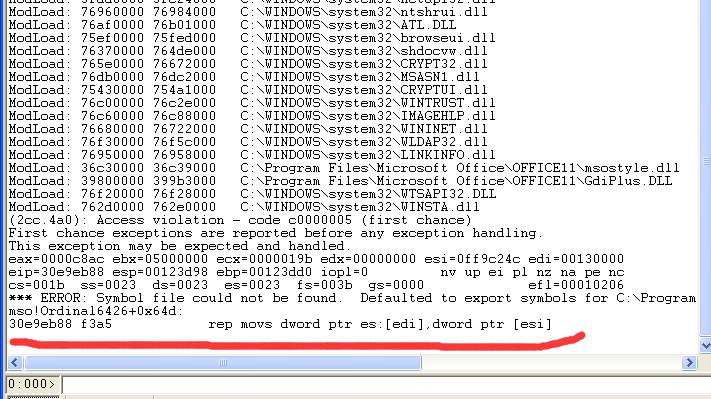 ModLoad: 76960000 76984000   C:\WINDOWS\system32\ntshrui.dll
ModLoad: 76af0000 76b01000   C:\WINDOWS\system32\ATL.DLL
ModLoad: 75ef0000 75fed000   C:\WINDOWS\system32\browseui.dll
ModLoad: 76370000 764de000   C:\WINDOWS\system32\shdocvw.dll
ModLoad: 765e0000 76672000   C:\WINDOWS\system32\CRYPT32.dll
ModLoad: 76db0000 76dc2000   C:\WINDOWS\system32\MSASN1.dll
ModLoad: 75430000 754a1000   C:\WINDOWS\system32\CRYPTUI.dll
ModLoad: 76c00000 76c2e000   C:\WINDOWS\system32\WINTRUST.dll
ModLoad: 76c60000 76c88000   C:\WINDOWS\system32\IMAGEHLP.dll
ModLoad: 76680000 76722000   C:\WINDOWS\system32\WININET.dll
ModLoad: 76f30000 76f5c000   C:\WINDOWS\system32\WLDAP32.dll
ModLoad: 76950000 76958000   C:\WINDOWS\system32\LINKINFO.dll
ModLoad: 36c30000 36c39000   C:\Program Files\Microsoft Office\OFFICE11\msostyle.dll
ModLoad: 39800000 399b3000   C:\Program Files\Microsoft Office\OFFICE11\GdiPlus.DLL
ModLoad: 76f20000 76f28000   C:\WINDOWS\system32\WTSAPI32.dll
ModLoad: 762d0000 762e0000   C:\WINDOWS\system32\WINSTA.dll
(2cc.4a0): Access violation - code c0000005 (first chance)
First chance exceptions are reported before any exception handling.
This exception may be expected and handled.
eax=0000c8ac ebx=05000000 ecx=0000019b edx=00000000 esi=0ff9c24c edi=00130000
eip=30e9eb88 esp=00123d98 ebp=00123dd0 iopl=0         nv up ei pl nz na pe nc
cs=001b  ss=0023  ds=0023  es=0023  fs=003b  gs=0000             efl=00010206
*** ERROR: Symbol file could not be found.  Defaulted to export symbols for C:\Program
mso!Ordinal6426+0x64d:
30e9eb88 f3a5            rep movs dword ptr es:[edi],dword ptr [esi]
0:000>